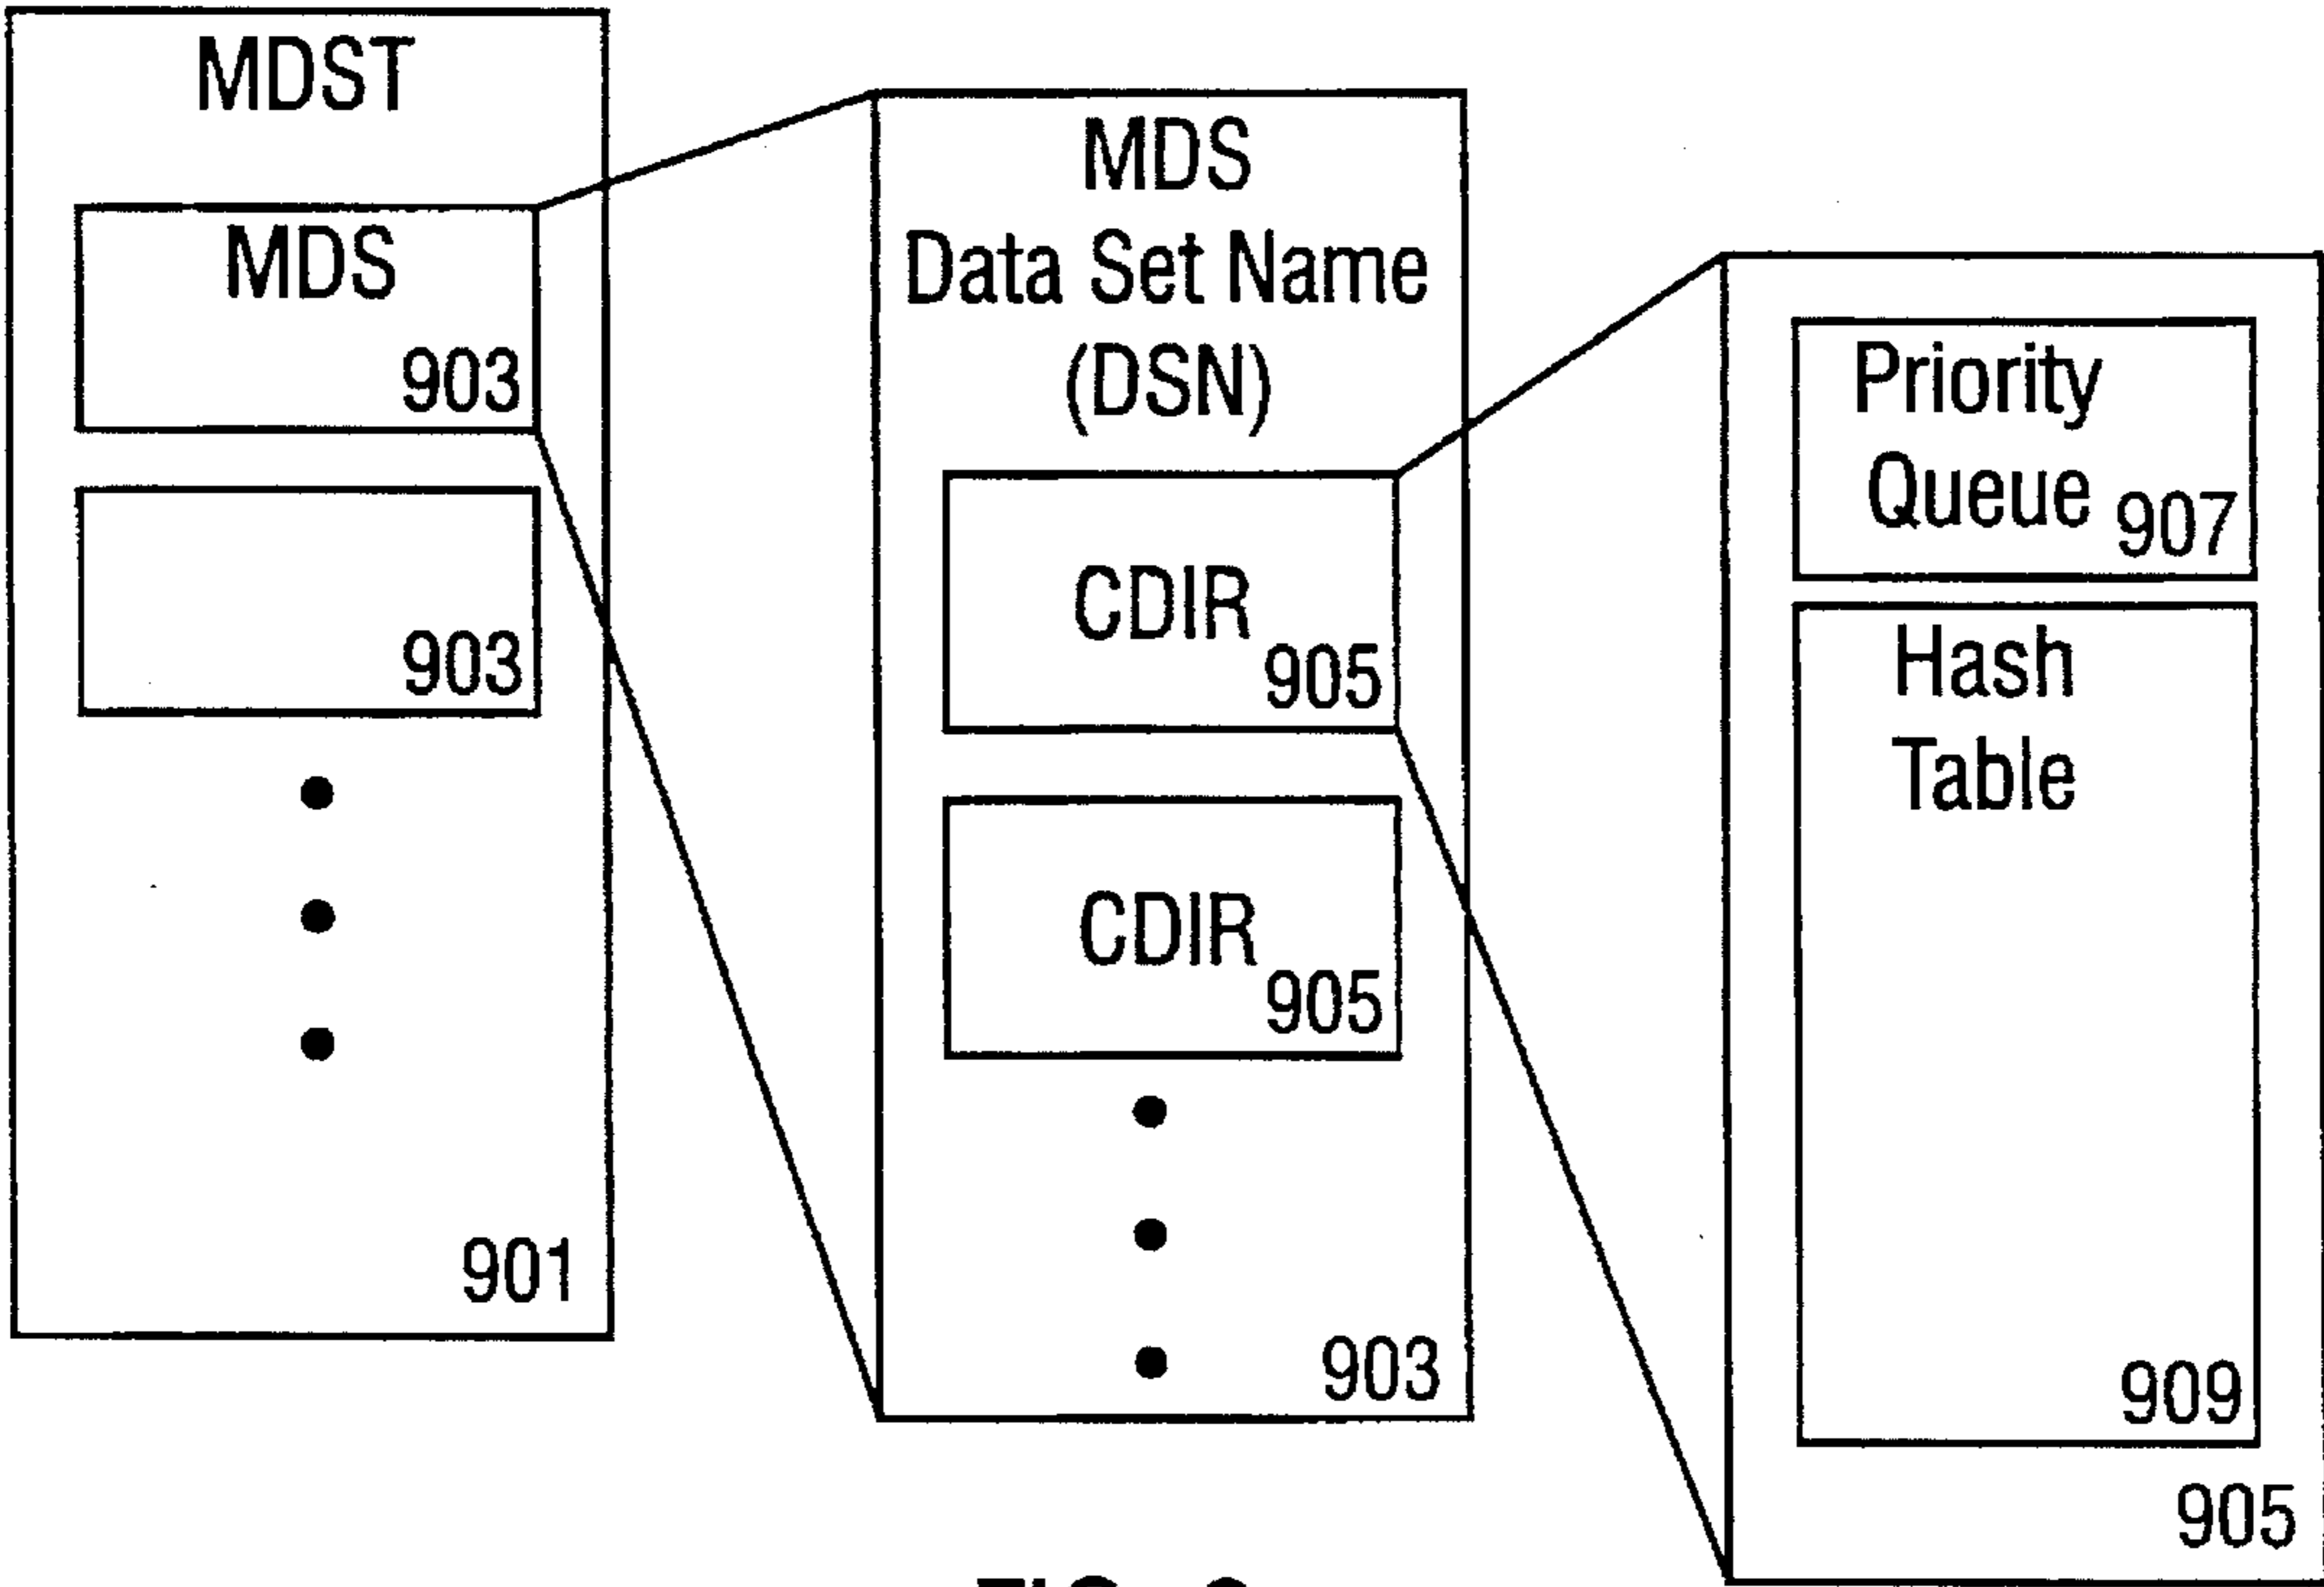 MDST
MDS
903
903
901
MDS
Data Set Name
(DSN)
CDIR
905
CDIR
905
903
Priority
Queue 907
Hash
Table
909
905